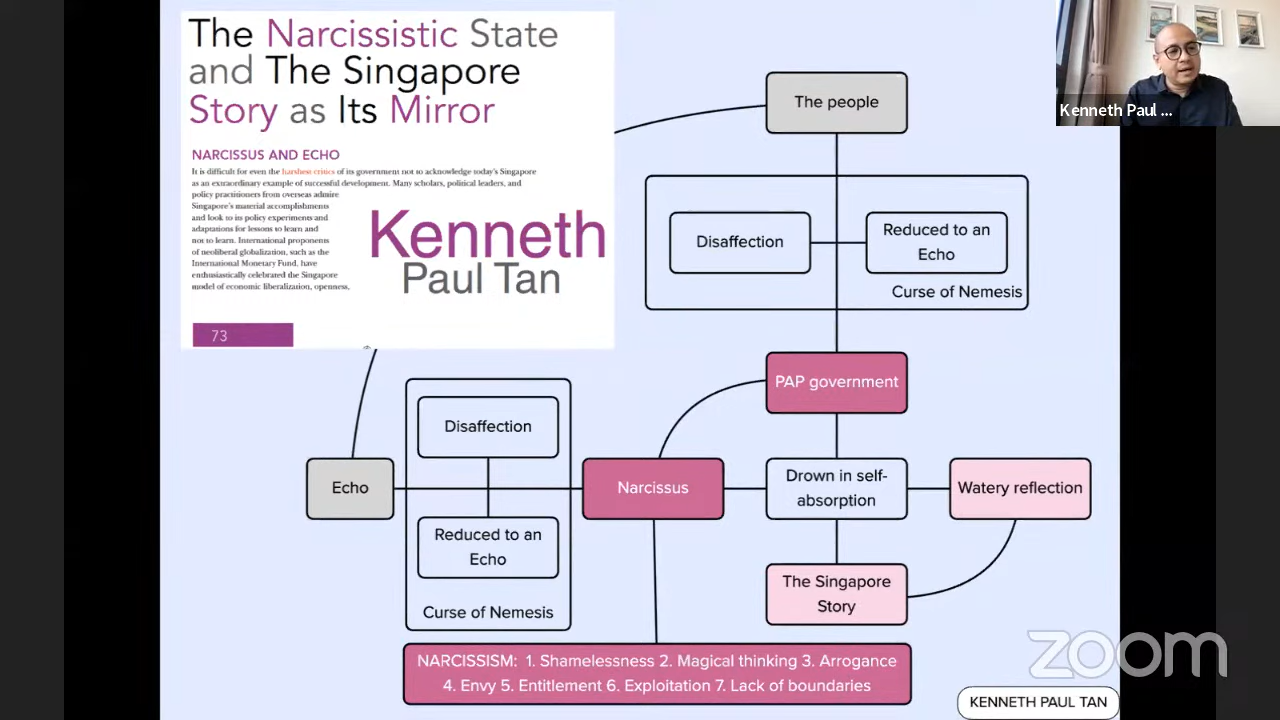 The Narcissistic State
and The Singapore
Story as Its Mirror
NARCISSUS AND ECHO
It is difficult for even the harshest critics of its government not to acknowledge today's Singapore
as an extraordinary example of successful development. Many scholars, political leaders, and
policy practitioners from overseas admire
Singapore's material accomplishments
and look to its policy experiments and
adaptations for lessons to learn and
not to learn. International proponents
of neoliberal globalization, such as the
International Monetary Fund, have
enthusiastically celebrated the Singapore
model of economic liberalization, openness,
Kenneth
Paul Tan
73
Kenneth Paul ...
The people
Disaffection
Reduced to an
Echo
Curse of Nemesis
PAP government
Disaffection
Echo
Narcissus
Drown in self-
absorption
Watery reflection
Reduced to an
Echo
Curse of Nemesis
The Singapore
Story
NARCISSISM: 1. Shamelessness 2. Magical thinking 3. Arrogance
4. Envy 5. Entitlement 6. Exploitation 7. Lack of boundaries
zoom
KENNETH PAUL TAN